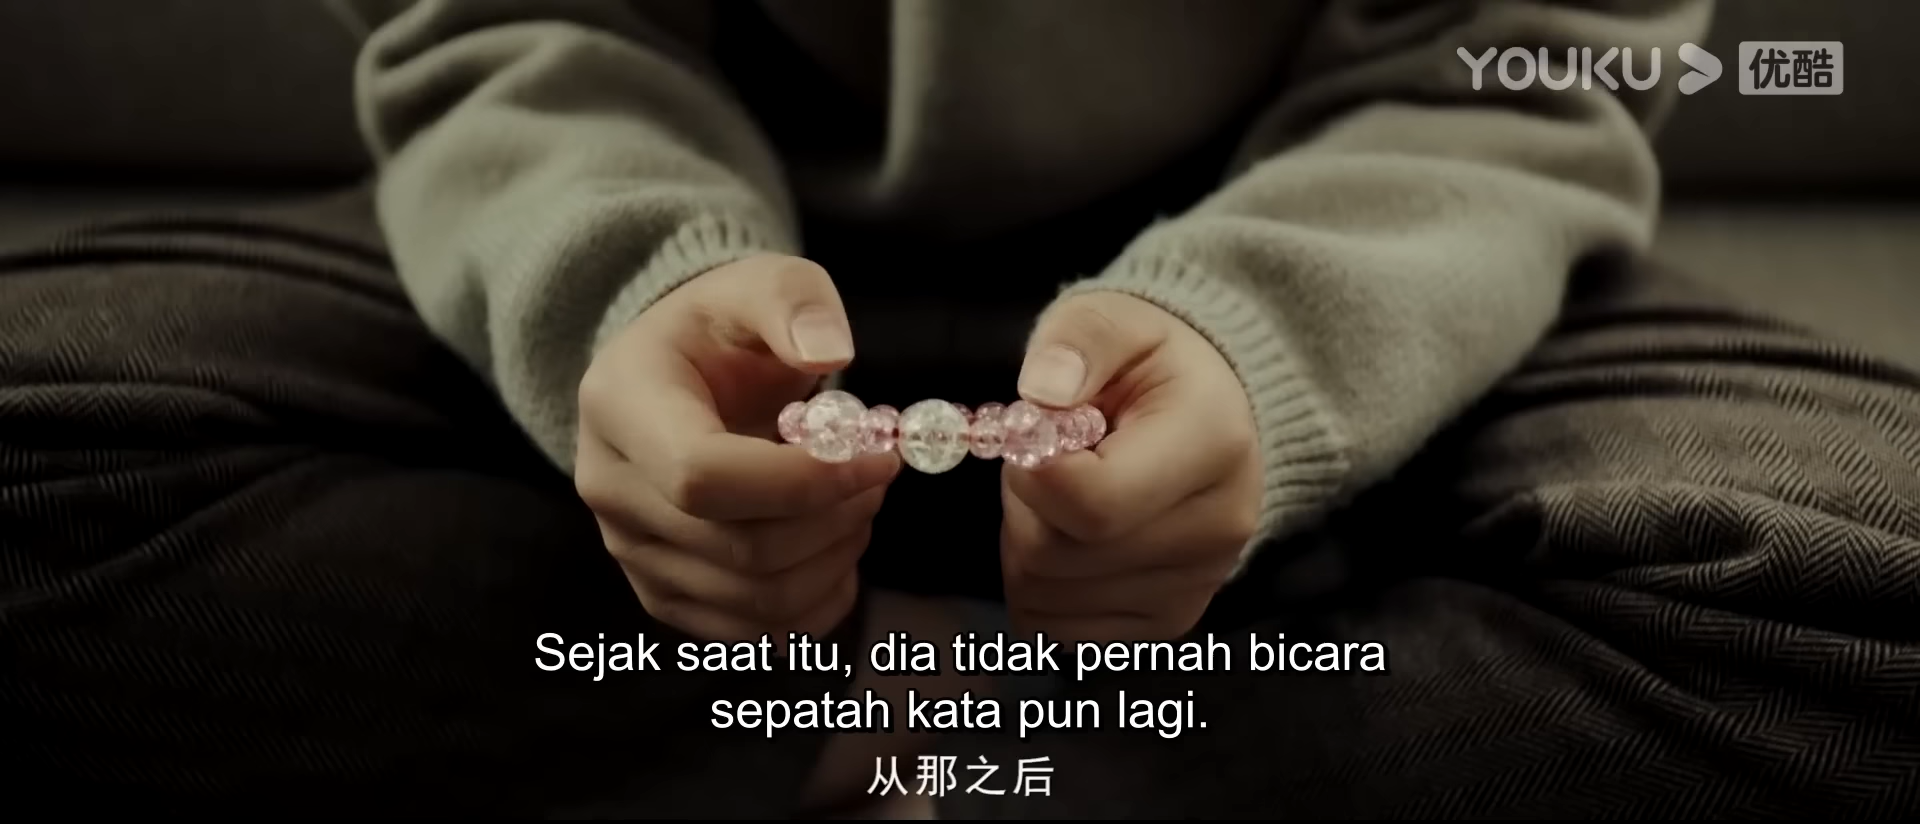 YOUKU 优酷
Sejak saat itu, dia tidak pernah bicara
sepatah kata pun lagi.
从那之后